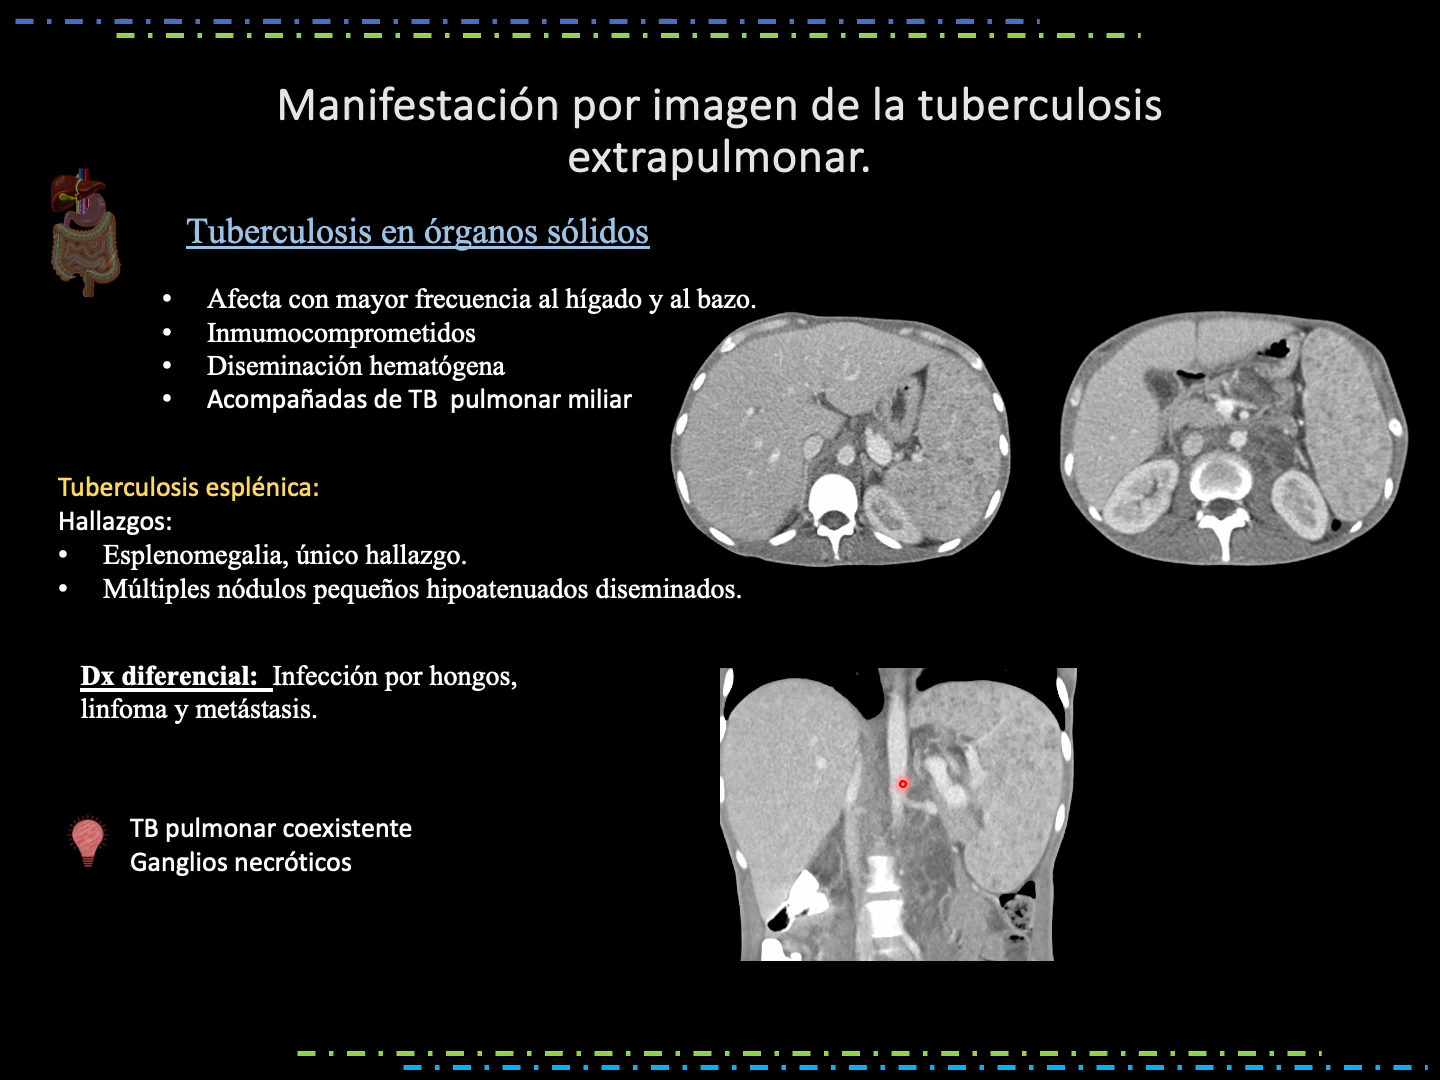 Manifestación por imagen de la tuberculosis
extrapulmonar.
Tuberculosis en órganos sólidos
• Afecta con mayor frecuencia al hígado y al bazo.
• Inmumocomprometidos
• Diseminación hematógena
• Acompañadas de TB pulmonar miliar
Tuberculosis esplénica:
Hallazgos:
• Esplenomegalia, único hallazgo.
• Múltiples nódulos pequeños hipoatenuados diseminados.
Dx diferencial: Infección por hongos,
linfoma y metástasis.
TB pulmonar coexistente
Ganglios necróticos